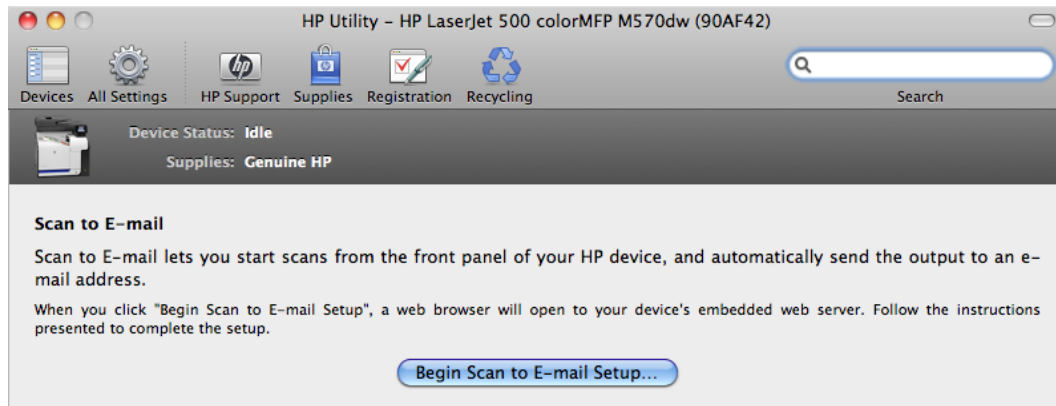 HP Utility – HP LaserJet 500 colorMFP M570dw (90AF42)
Devices All Settings HP Support Supplies Registration Recycling Search
Device Status: Idle
Supplies: Genuine HP
Scan to E-mail
Scan to E-mail lets you start scans from the front panel of your HP device, and automatically send the output to an e-
mail address.
When you click "Begin Scan to E-mail Setup", a web browser will open to your device's embedded web server. Follow the instructions
presented to complete the setup.
Begin Scan to E-mail Setup...